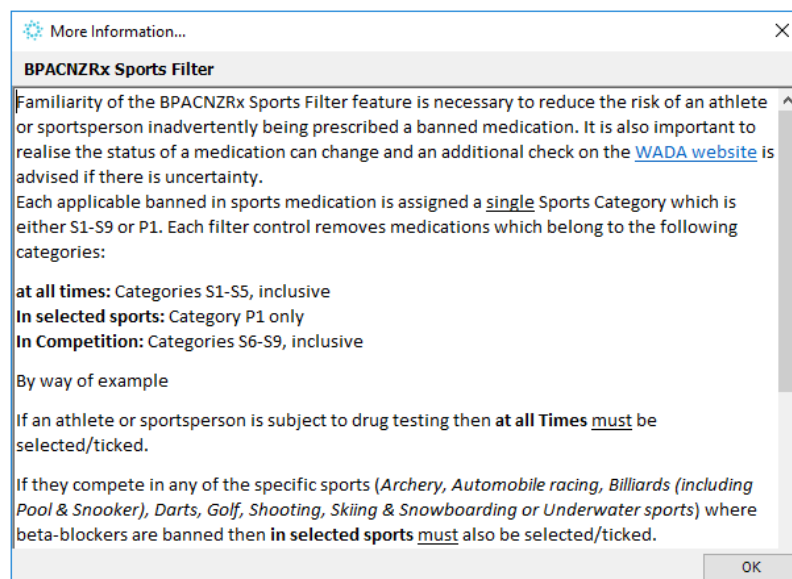 More Information...
BPACNZRx Sports Filter
Familiarity of the BPACNZRx Sports Filter feature is necessary to reduce the risk of an athlete
or sportsperson inadvertently being prescribed a banned medication. It is also important to
realise the status of a medication can change and an additional check on the WADA website is
advised if there is uncertainty.
Each applicable banned in sports medication is assigned a single Sports Category which is
either S1-S9 or P1. Each filter control removes medications which belong to the following
categories:
at all times: Categories S1-S5, inclusive
In selected sports: Category P1 only
In Competition: Categories S6-S9, inclusive
By way of example
If an athlete or sportsperson is subject to drug testing then at all Times must be
selected/ticked.
If they compete in any of the specific sports (Archery, Automobile racing, Billiards (including
Pool & Snooker), Darts, Golf, Shooting, Skiing & Snowboarding or Underwater sports) where
beta-blockers are banned then in selected sports must also be selected/ticked.
OK